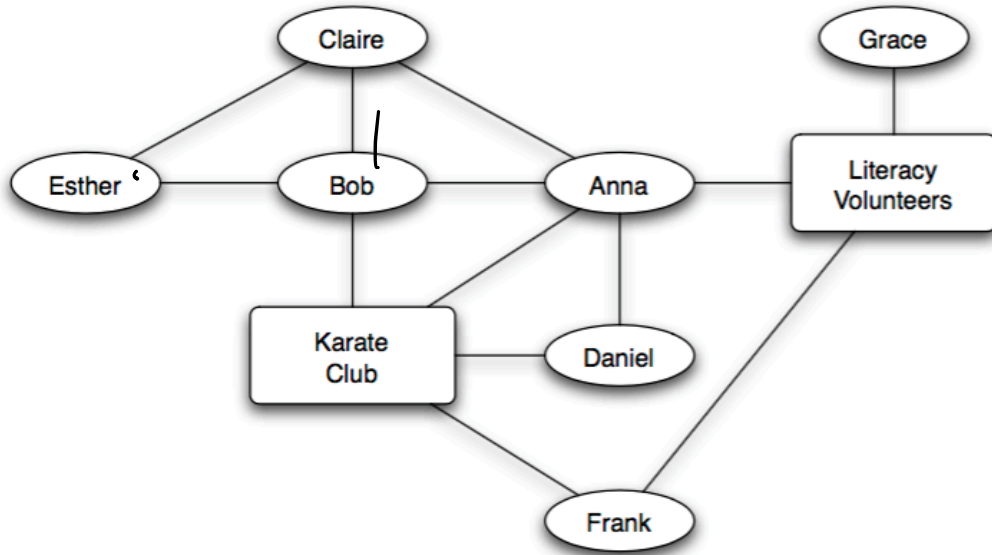 Claire
Grace
Esther
Bob
Anna
Literacy
Volunteers
Karate
Club
Daniel
Frank